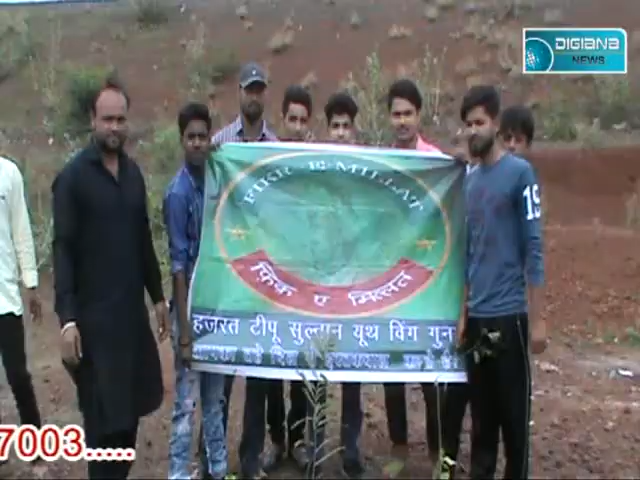 DIGIANA
NEWS
FIKR-E-MILLAT
फ़िक्र ए मिल्लत
हज़रत टीपू सुल्तान यूथ विंग गुना
7003.....
19